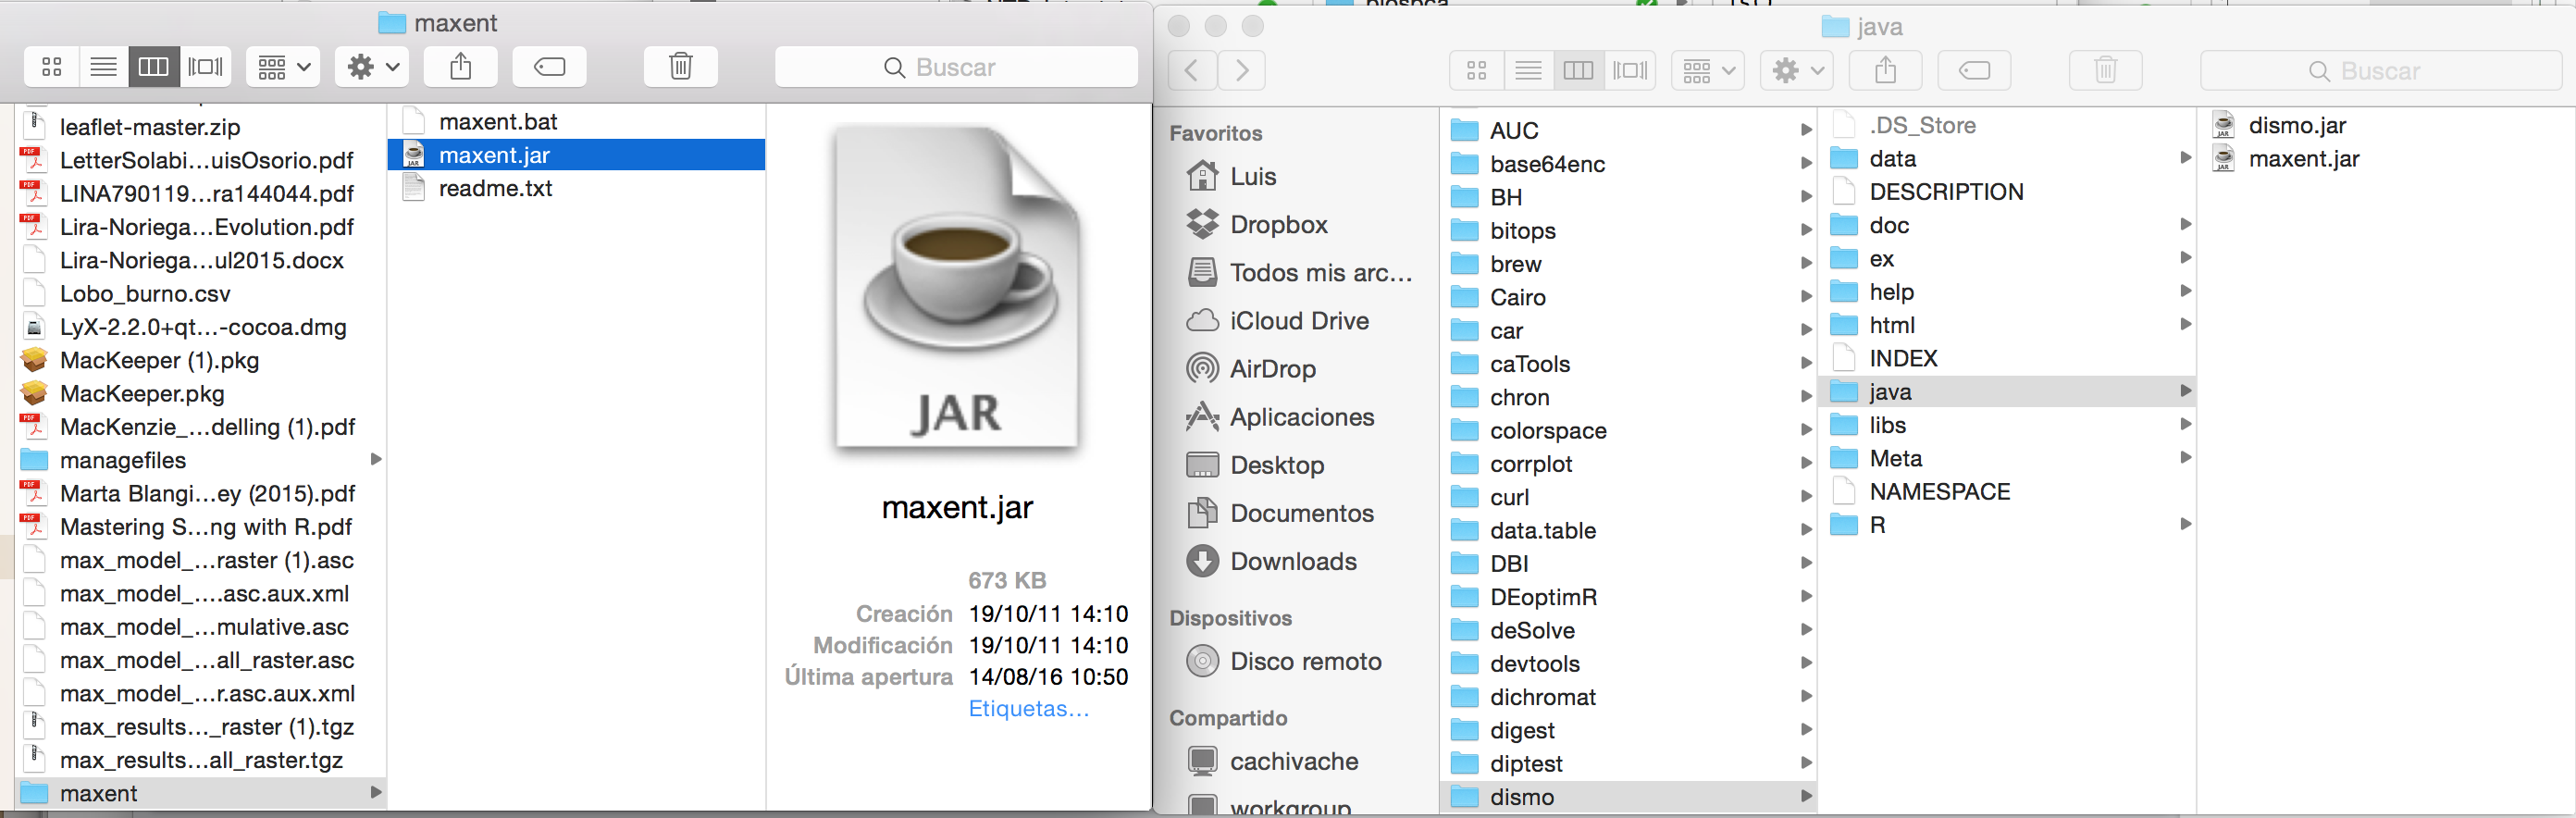 maxent
Buscar
leaflet-master.zip
LetterSolabi...uisOsorio.pdf
LINA790119...ra144044.pdf
Lira-Noriega...Evolution.pdf
Lira-Noriega...ul2015.docx
Lobo_burno.csv
LyX-2.2.0+qt...-cocoa.dmg
MacKeeper (1).pkg
MacKeeper.pkg
MacKenzie_...delling (1).pdf
managefiles
Marta Blangi...ey (2015).pdf
Mastering S...ng with R.pdf
max_model_...raster (1).asc
max_model_....asc.aux.xml
max_model_...mulative.asc
max_model_...all_raster.asc
max_model_...r.asc.aux.xml
max_results..._raster (1).tgz
max_results...all_raster.tgz
maxent
maxent.bat
maxent.jar
readme.txt
JAR
maxent.jar
673 KB
Creación 19/10/11 14:10
Modificación 19/10/11 14:10
Última apertura 14/08/16 10:50
Etiquetas...
java
Buscar
Favoritos
Luis
Dropbox
Todos mis arc...
iCloud Drive
AirDrop
Aplicaciones
Desktop
Documentos
Downloads
Dispositivos
Disco remoto
Compartido
cachivache
workgroup
AUC
base64enc
BH
bitops
brew
Cairo
car
caTools
chron
colorspace
corrplot
curl
data.table
DBI
DEoptimR
deSolve
devtools
dichromat
digest
diptest
dismo
.DS_Store
data
DESCRIPTION
doc
ex
help
html
INDEX
java
libs
Meta
NAMESPACE
R
dismo.jar
maxent.jar